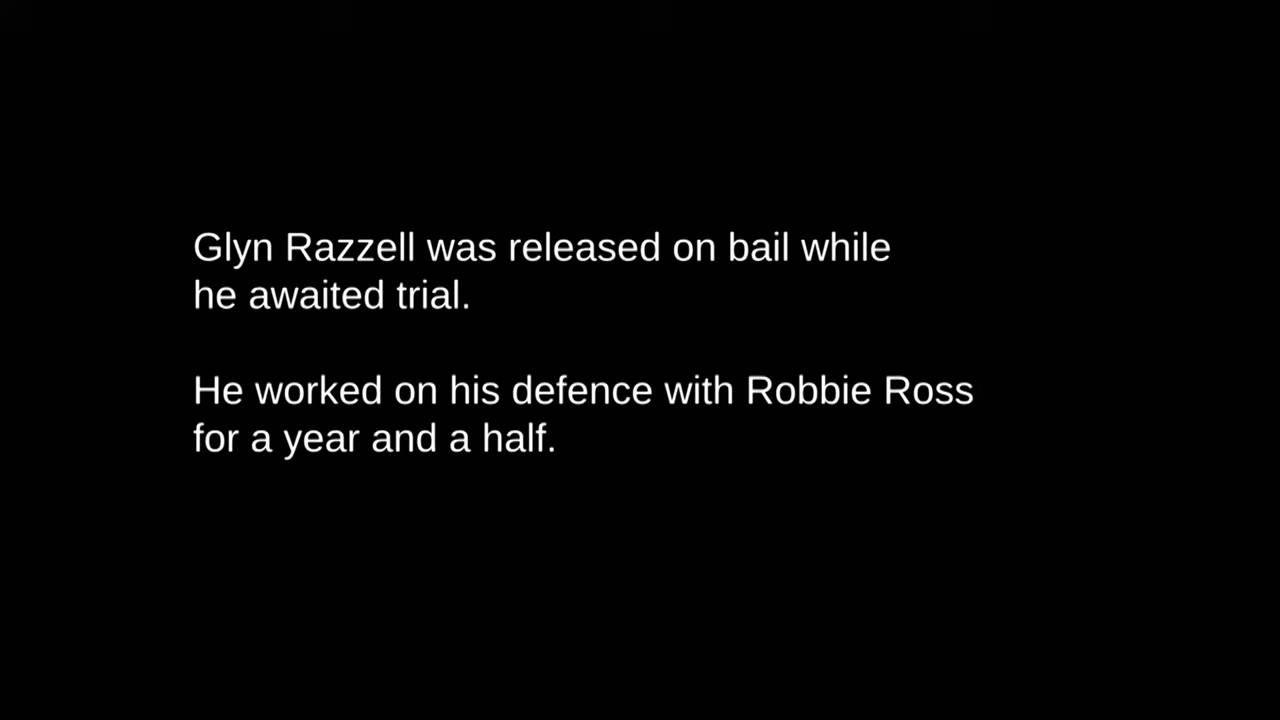 Glyn Razzell was released on bail while
he awaited trial.
He worked on his defence with Robbie Ross
for a year and a half.